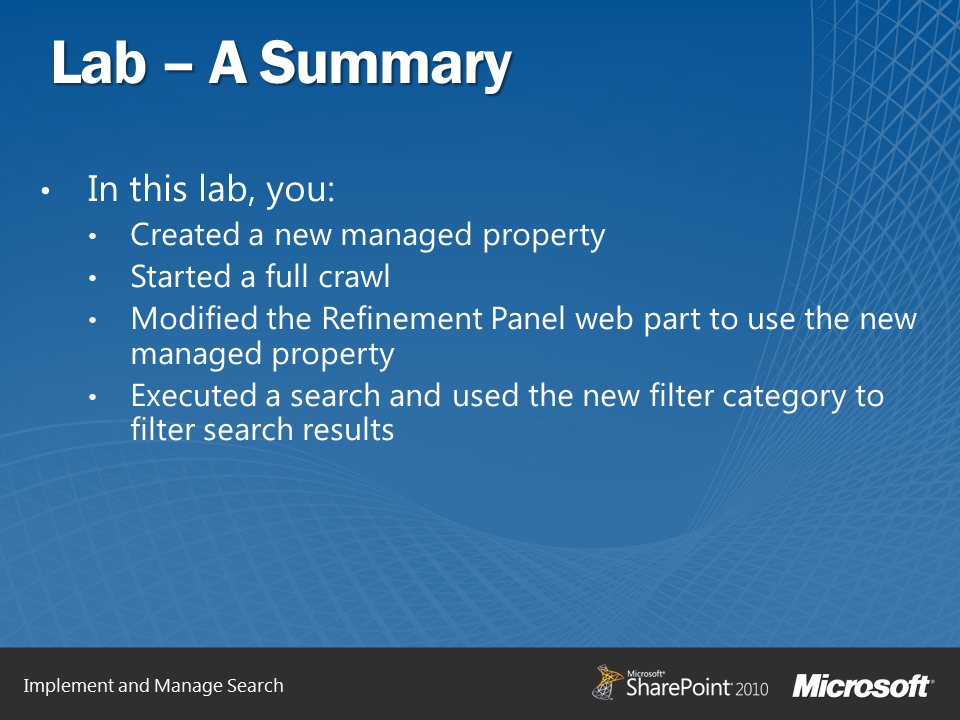 Lab – A Summary
• In this lab, you:
• Created a new managed property
• Started a full crawl
• Modified the Refinement Panel web part to use the new
managed property
• Executed a search and used the new filter category to
filter search results
Implement and Manage Search
Microsoft®
SharePoint® 2010
Microsoft®